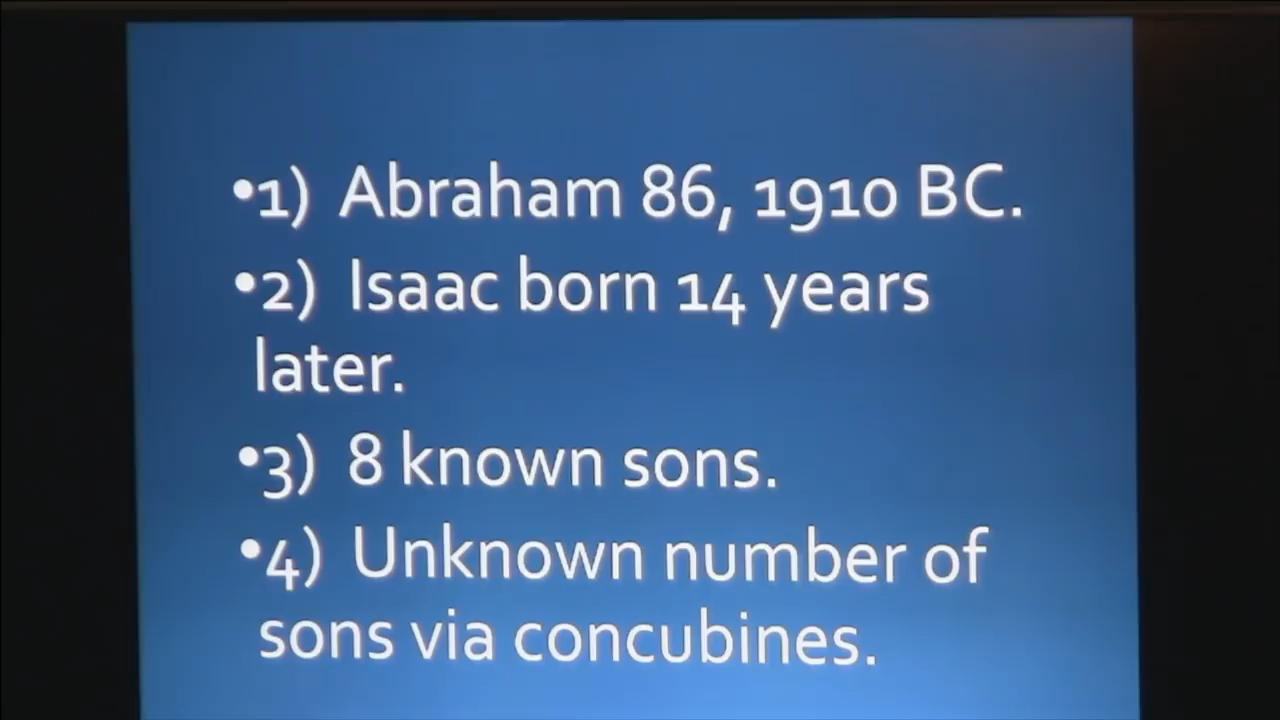 •1) Abraham 86, 1910 BC.
•2) Isaac born 14 years
later.
•3) 8 known sons.
•4) Unknown number of
sons via concubines.